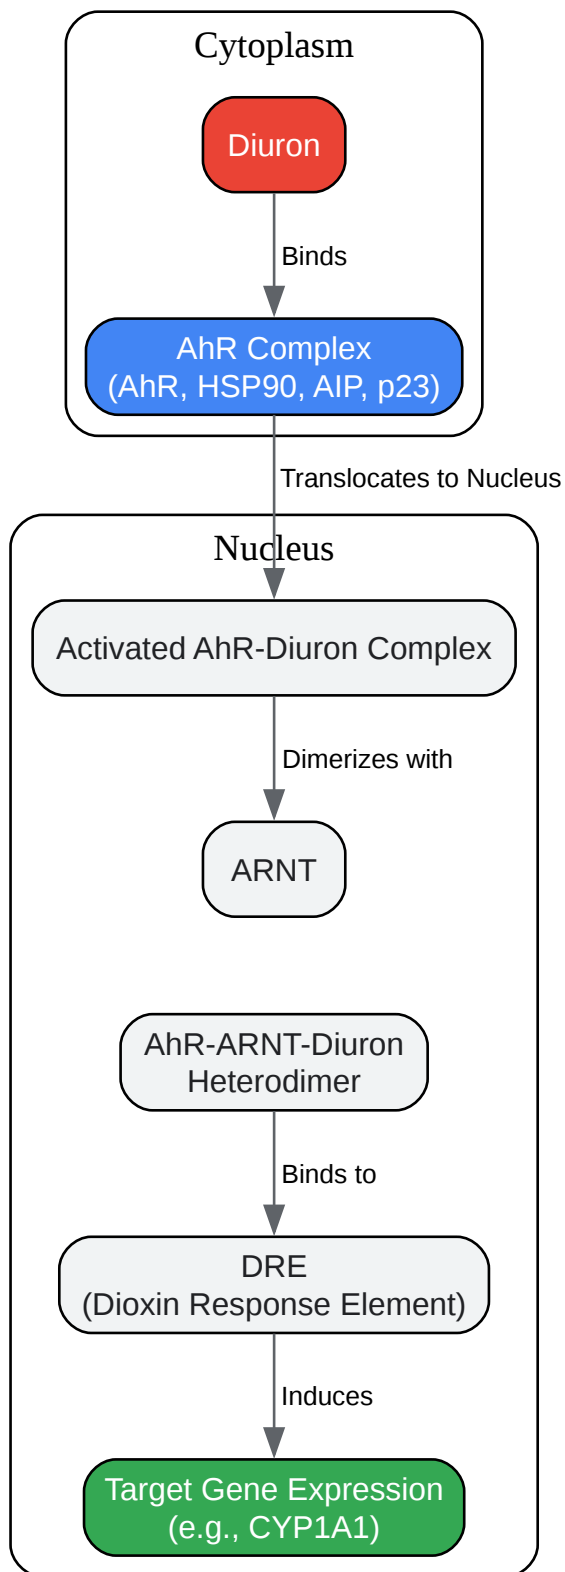 Cytoplasm
Diuron
Binds
AhR Complex
(AhR, HSP90, AIP, p23)
Translocates to Nucleus
Nucleus
Activated AhR-Diuron Complex
Dimerizes with
ARNT
AhR-ARNT-Diuron
Heterodimer
Binds to
DRE
(Dioxin Response Element)
Induces
Target Gene Expression
(e.g., CYP1A1)